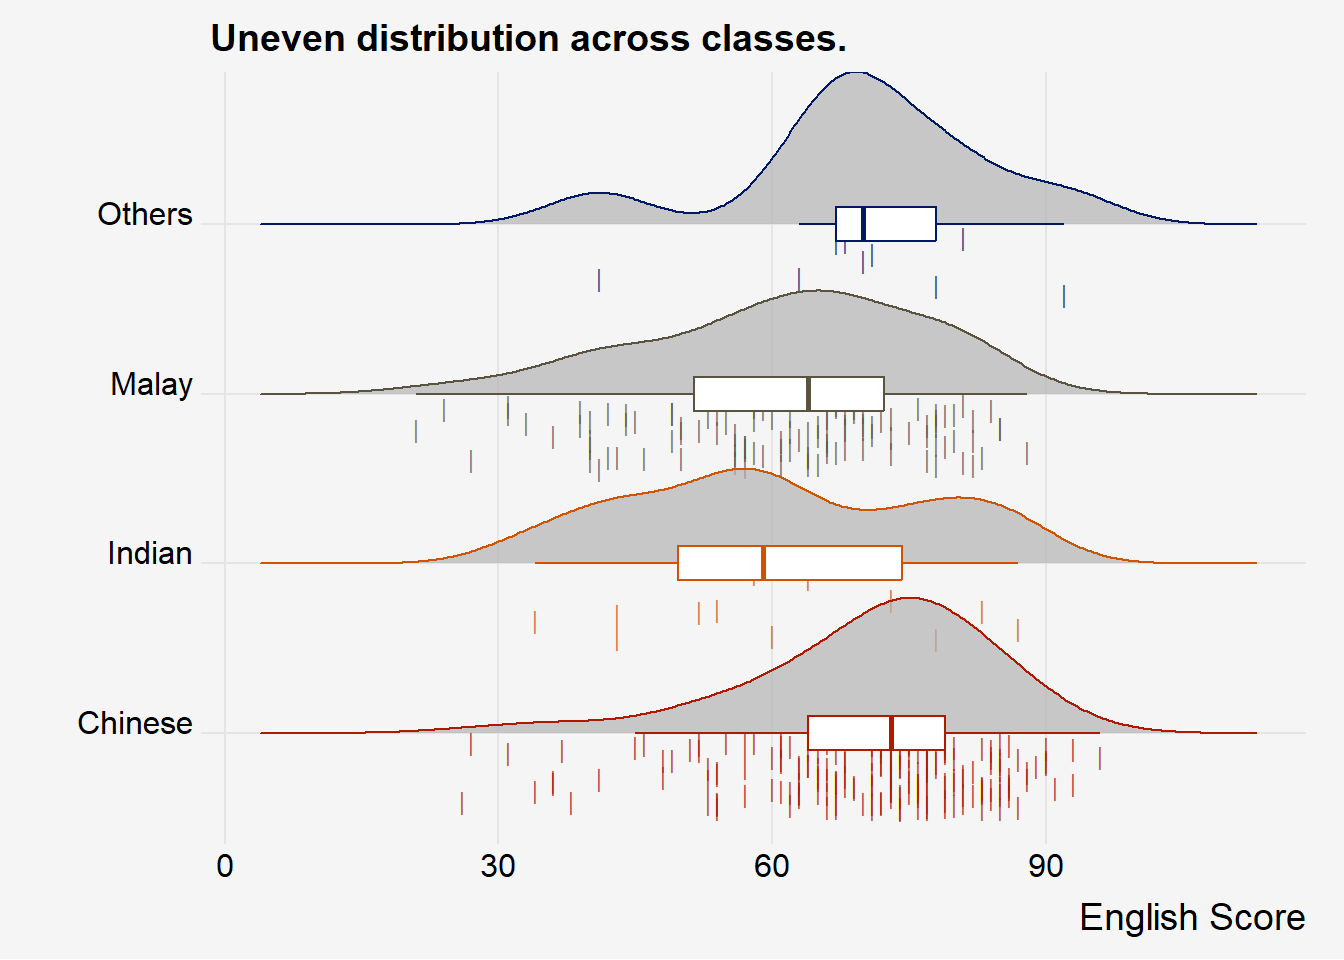 Uneven distribution across classes.
Others
Malay
Indian
Chinese
0 30 60 90
English Score